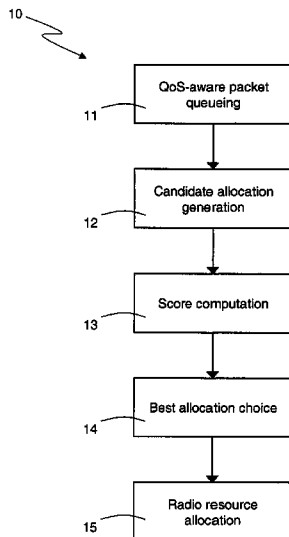 10
QoS-aware packet
queueing
11
Candidate allocation
generation
12
Score computation
13
Best allocation choice
14
Radio resource
allocation
15